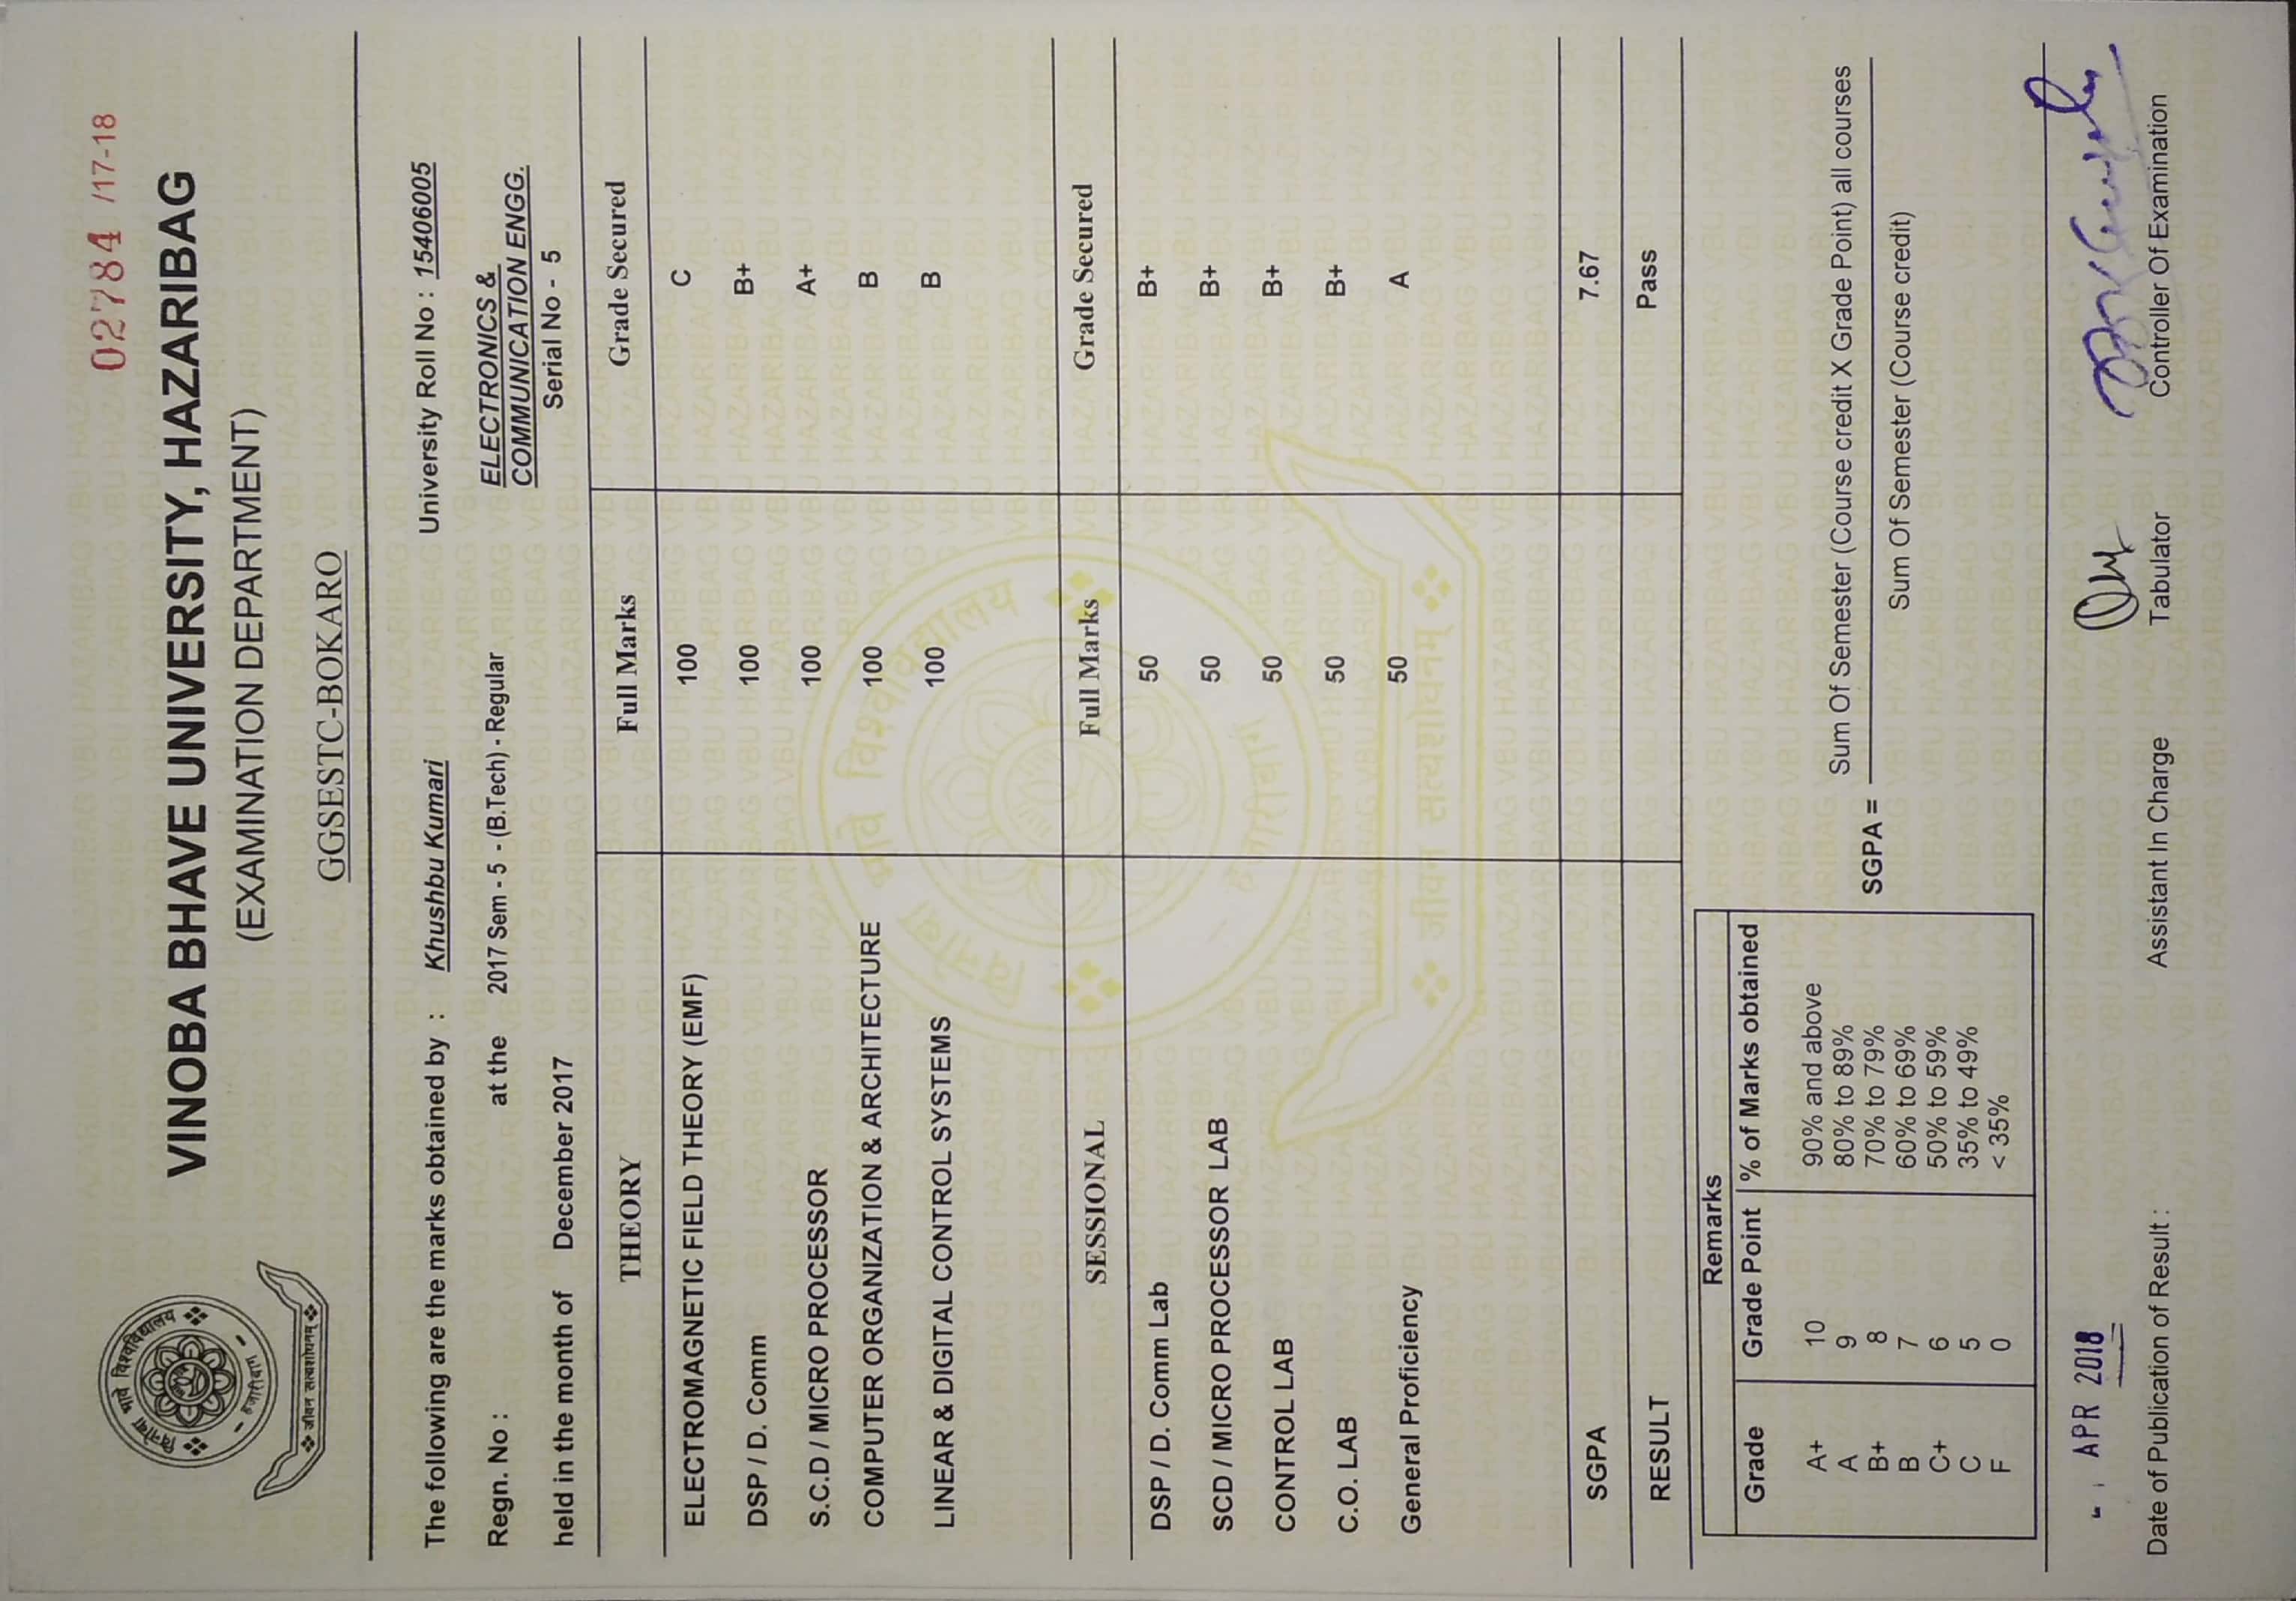 02784 /17-18
विनोबा भावे विश्वविद्यालय
हजारीबाग
जीवन सत्यशोधनम्
VINOBA BHAVE UNIVERSITY, HAZARIBAG
(EXAMINATION DEPARTMENT)
GGSESTC-BOKARO
The following are the marks obtained by : Khushbu Kumari University Roll No : 15406005
Regn. No : at the 2017 Sem - 5 - (B.Tech) - Regular ELECTRONICS &
COMMUNICATION ENGG.
held in the month of December 2017 Serial No - 5
THEORY Full Marks Grade Secured
ELECTROMAGNETIC FIELD THEORY (EMF) 100 C
DSP / D. Comm 100 B+
S.C.D / MICRO PROCESSOR 100 A+
COMPUTER ORGANIZATION & ARCHITECTURE 100 B
LINEAR & DIGITAL CONTROL SYSTEMS 100 B
SESSIONAL Full Marks Grade Secured
DSP / D. Comm Lab 50 B+
SCD / MICRO PROCESSOR LAB 50 B+
CONTROL LAB 50 B+
C.O. LAB 50 B+
General Proficiency 50 A
SGPA 7.67
RESULT Pass
Remarks
Grade Grade Point % of Marks obtained
A+ 10 90% and above
A 9 80% to 89%
B+ 8 70% to 79%
B 7 60% to 69%
C+ 6 50% to 59%
C 5 35% to 49%
F 0 < 35%
SGPA = Sum Of Semester (Course credit X Grade Point) all courses
Sum Of Semester (Course credit)
APR 2018
Date of Publication of Result : Assistant In Charge Tabulator Controller Of Examination